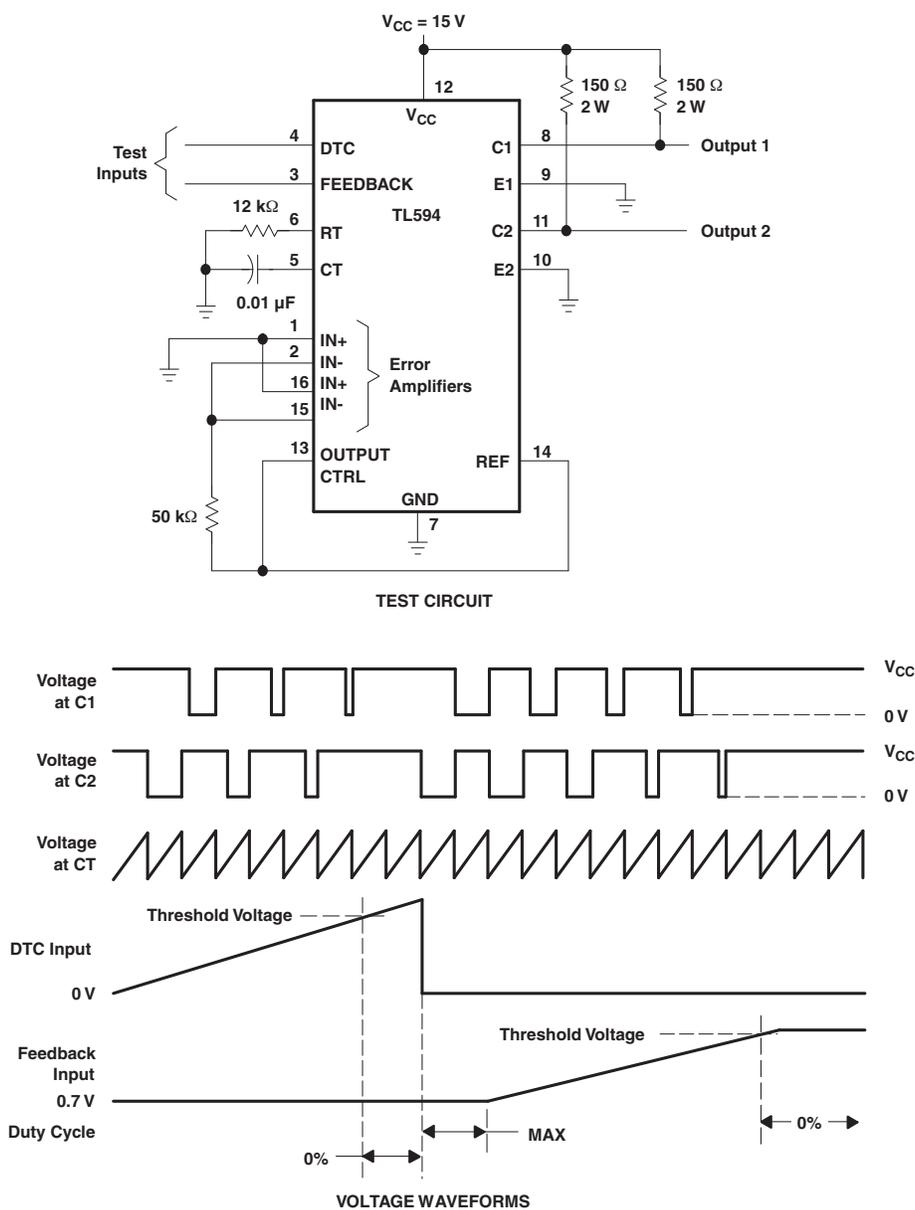 VCC = 15 V
12
VCC
150 Ω
2 W
150 Ω
2 W
Test
Inputs
4
DTC
C1
8
Output 1
3
FEEDBACK
E1
9
12 kΩ
TL594
6
RT
C2
11
Output 2
5
CT
E2
10
0.01 µF
1
IN+
2
IN-
16
IN+
15
IN-
Error
Amplifiers
13
OUTPUT
CTRL
REF
14
50 kΩ
GND
7
TEST CIRCUIT
Voltage
at C1
VCC
0 V
Voltage
at C2
VCC
0 V
Voltage
at CT
Threshold Voltage
DTC Input
0 V
Threshold Voltage
Feedback
Input
0.7 V
Duty Cycle
MAX
0%
0%
VOLTAGE WAVEFORMS